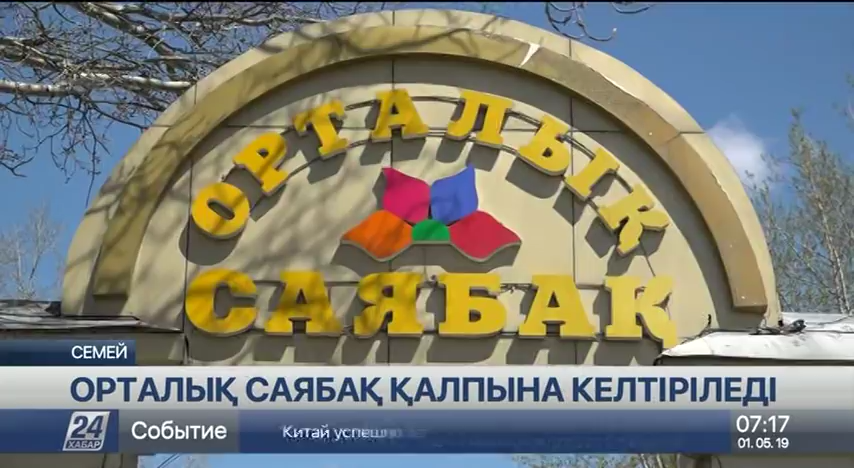 ОРТАЛЫҚ
САЯБАҚ
СЕМЕЙ
ОРТАЛЫҚ САЯБАҚ ҚАЛПЫНА КЕЛТІРІЛЕДІ
24
ХАБАР
Событие
Китай успешно
07:17
01.05.19